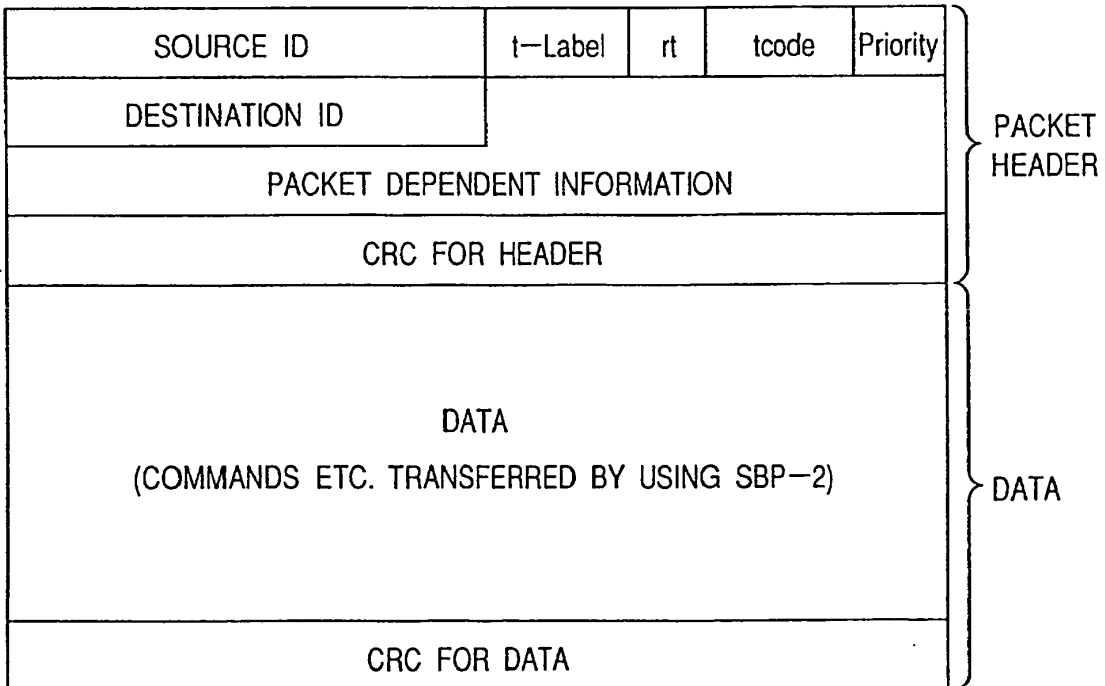 SOURCE ID t-Label rt tcode Priority
DESTINATION ID
PACKET DEPENDENT INFORMATION
CRC FOR HEADER
PACKET
HEADER
DATA
(COMMANDS ETC. TRANSFERRED BY USING SBP-2)
DATA
CRC FOR DATA